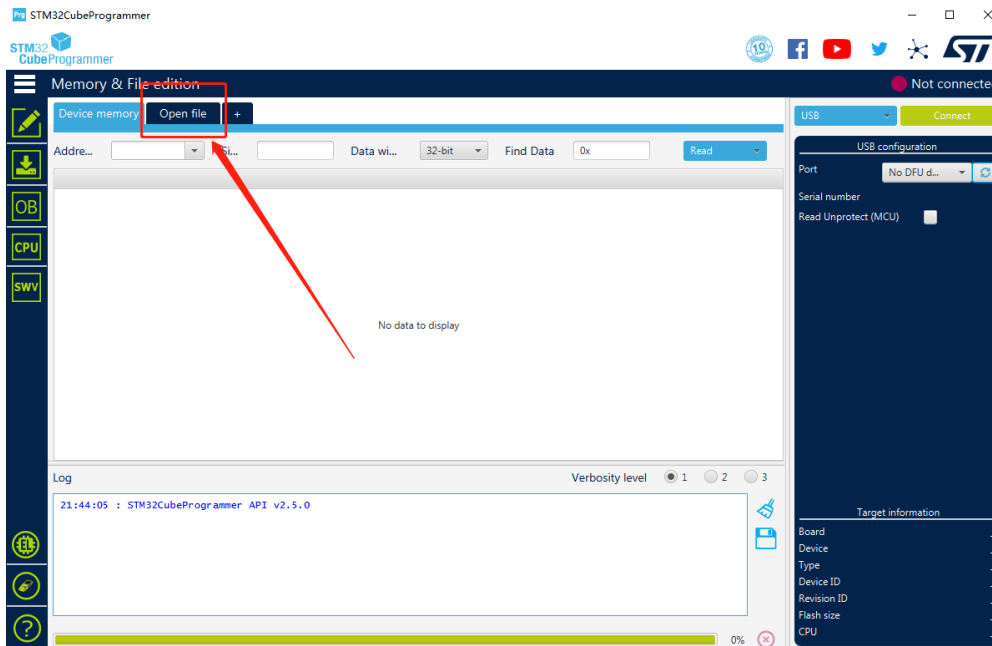 Prg STM32CubeProgrammer
STM32
CubeProgrammer
Memory & File edition
Not connected
Device memory Open file +
USB Connect
Addre... Si... Data wi... 32-bit Find Data 0x Read
USB configuration
Port No DFU d...
Serial number
Read Unprotect (MCU)
OB
CPU
SWV
No data to display
Log Verbosity level 1 2 3
21:44:05 : STM32CubeProgrammer API v2.5.0
Target information
Board
Device
Type
Device ID
Revision ID
Flash size
CPU
0%